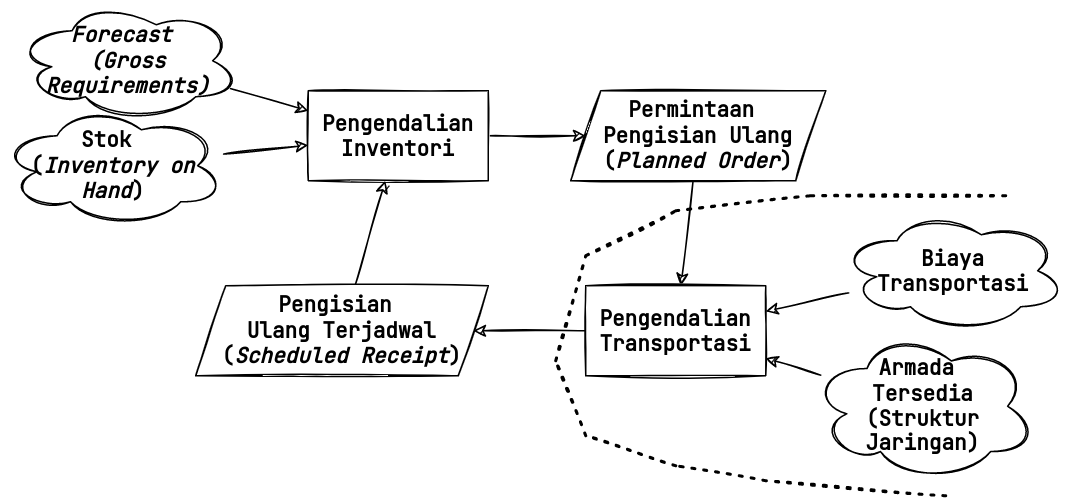 Forecast
(Gross
Requirements)
Stok
(Inventory on
Hand)
Pengendalian
Inventori
Permintaan
Pengisian Ulang
(Planned Order)
Biaya
Transportasi
Pengisian
Ulang Terjadwal
(Scheduled Receipt)
Pengendalian
Transportasi
Armada
Tersedia
(Struktur
Jaringan)